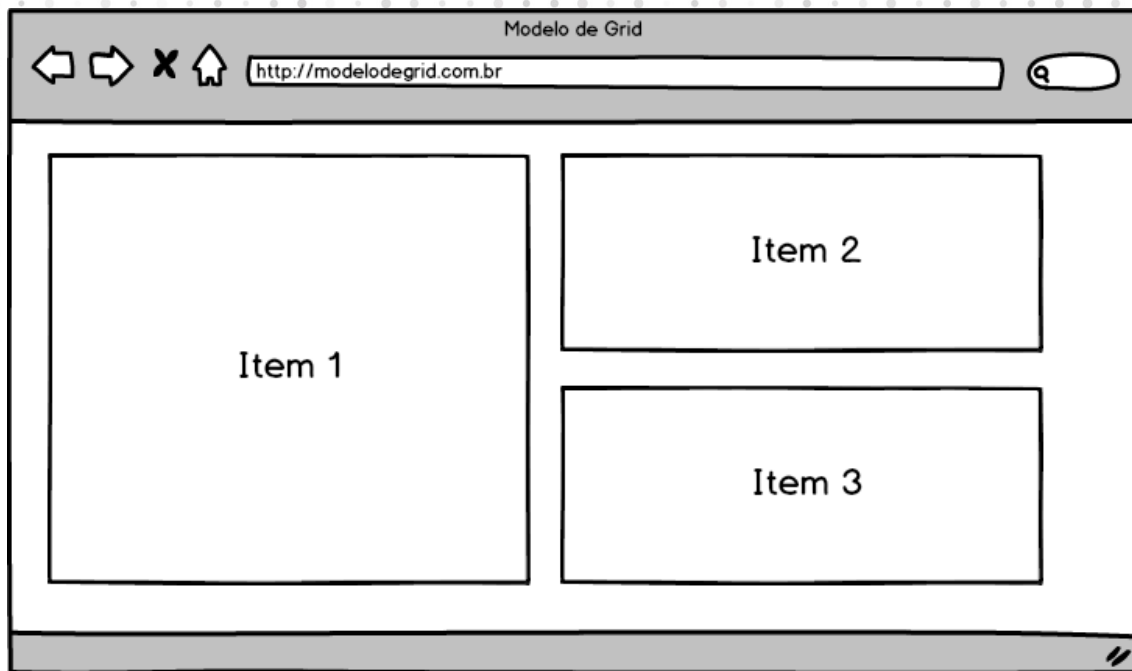 Modelo de Grid
http://modelodegrid.com.br
Item 1
Item 2
Item 3